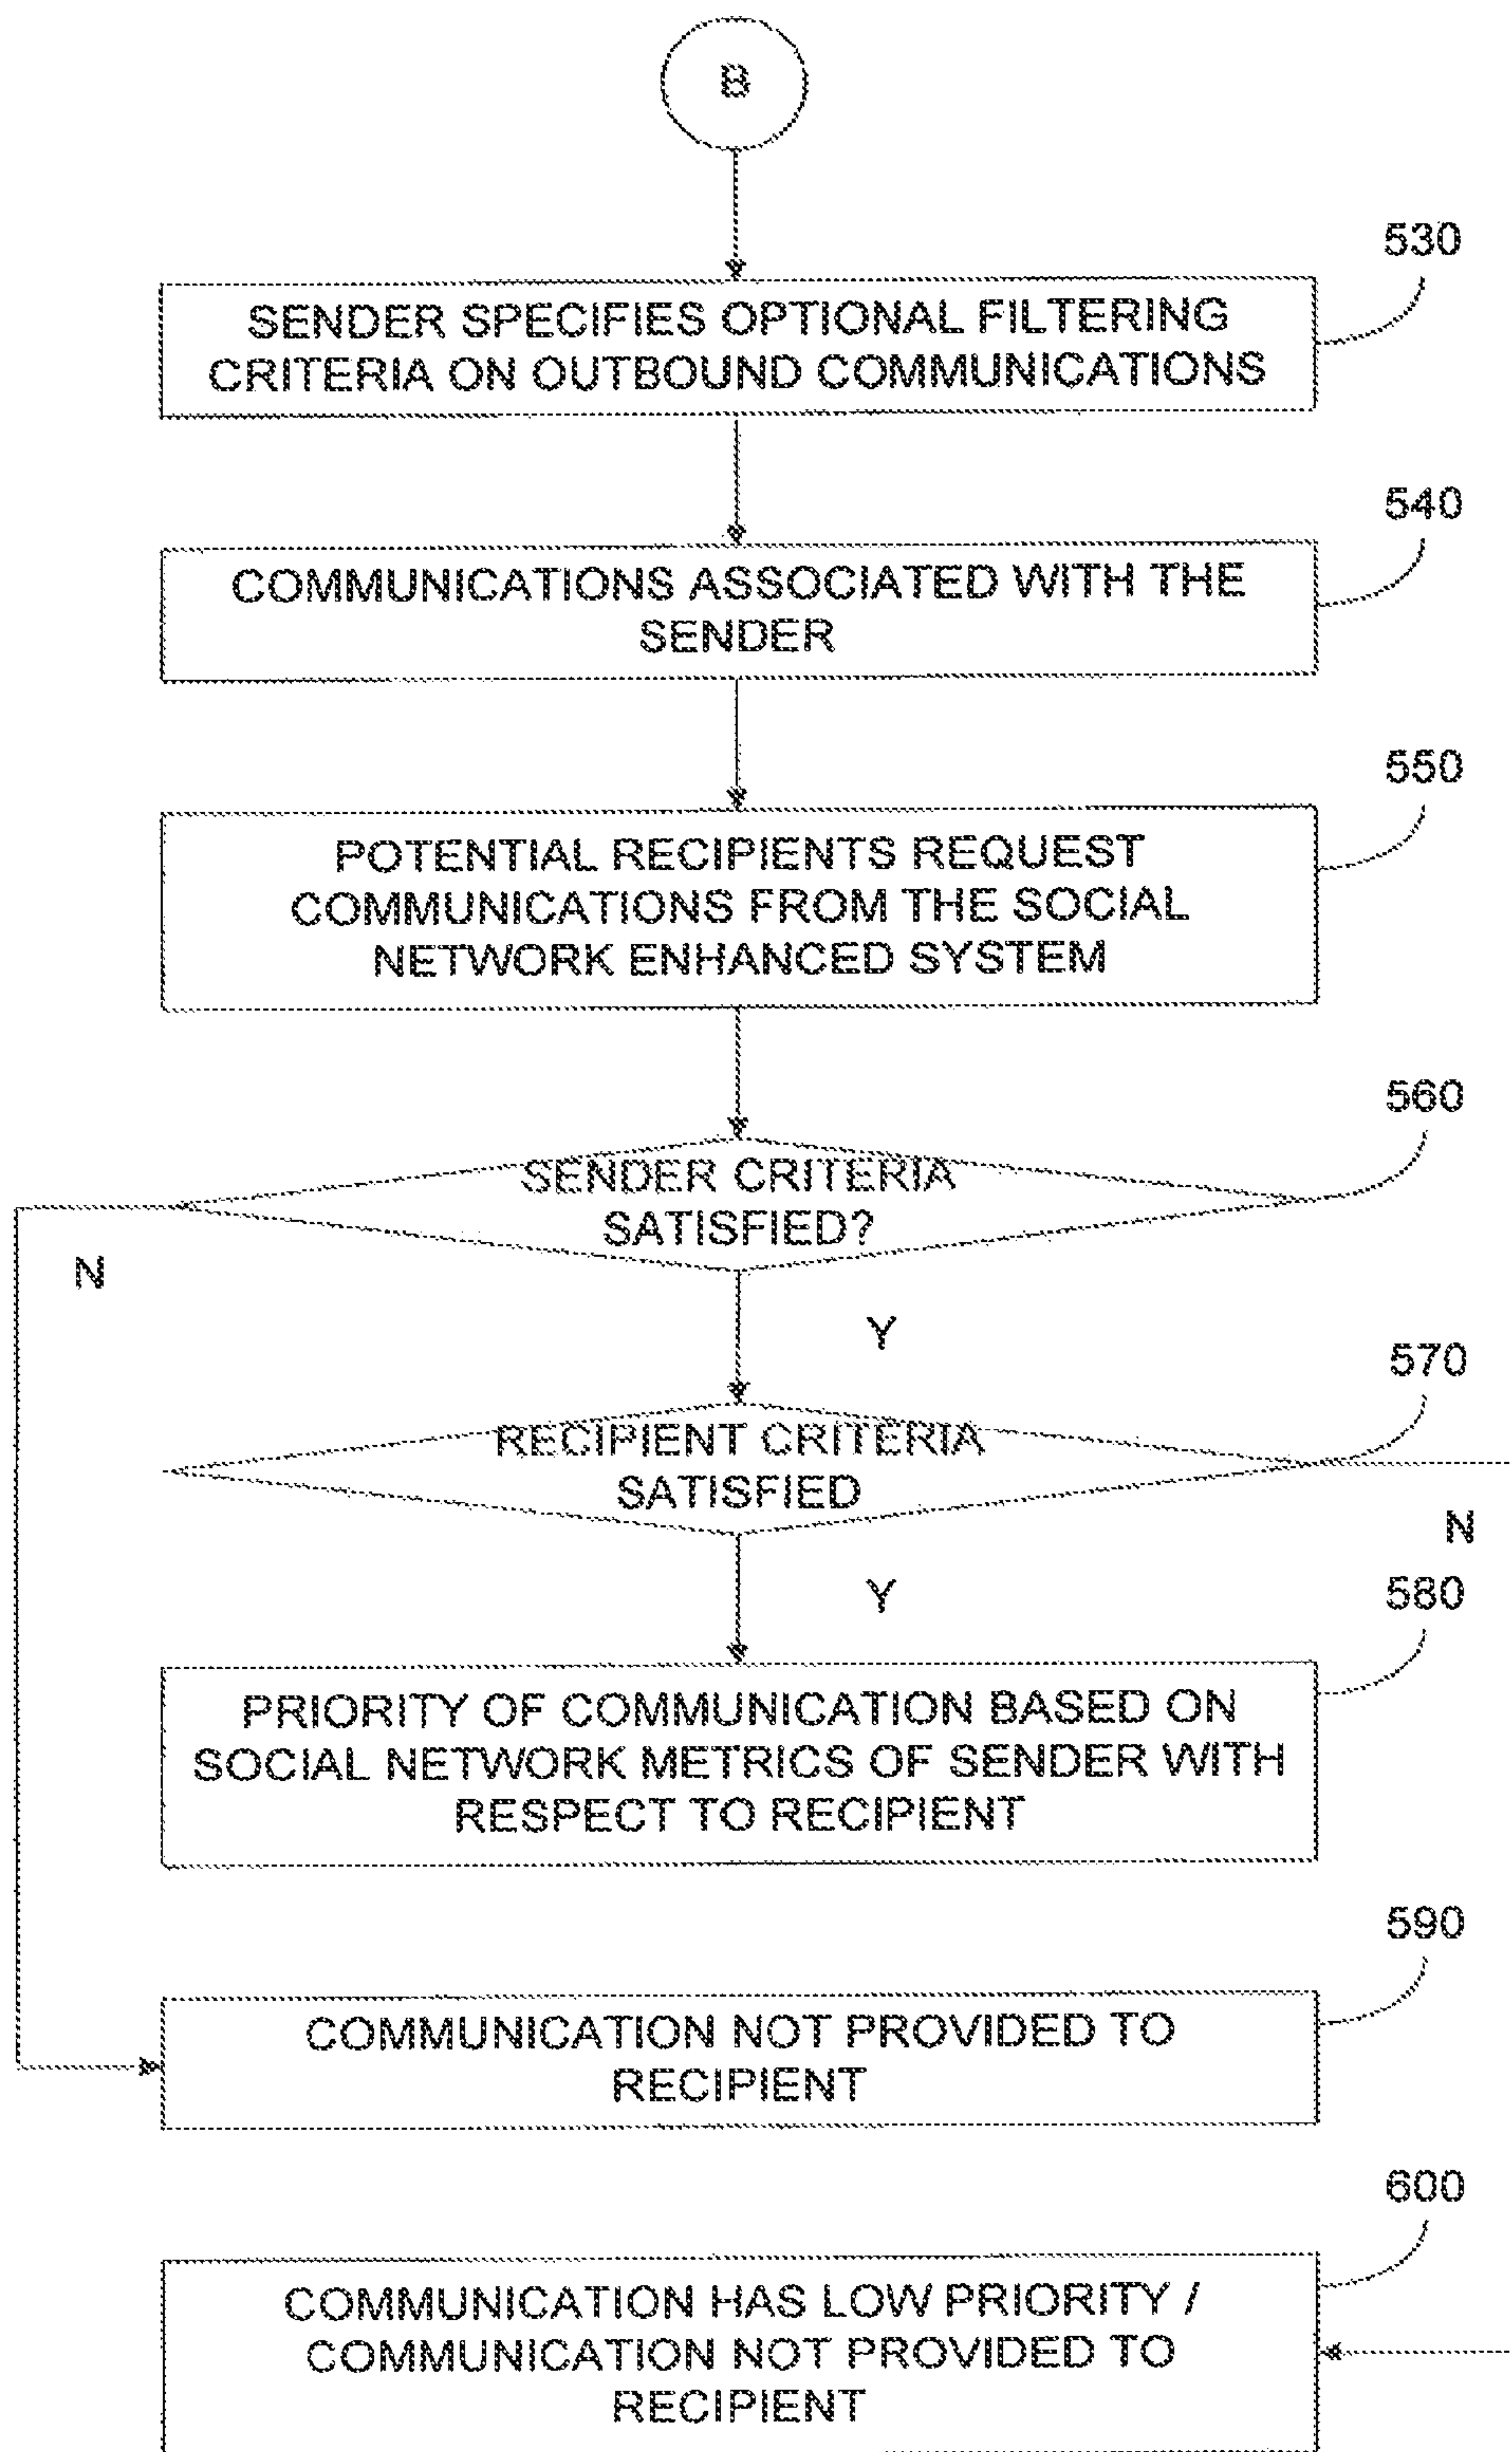 B
530
SENDER SPECIFIES OPTIONAL FILTERING
CRITERIA ON OUTBOUND COMMUNICATIONS
540
COMMUNICATIONS ASSOCIATED WITH THE
SENDER
550
POTENTIAL RECIPIENTS REQUEST
COMMUNICATIONS FROM THE SOCIAL
NETWORK ENHANCED SYSTEM
560
SENDER CRITERIA
SATISFIED?
N
Y
570
RECIPIENT CRITERIA
SATISFIED
N
Y
580
PRIORITY OF COMMUNICATION BASED ON
SOCIAL NETWORK METRICS OF SENDER WITH
RESPECT TO RECIPIENT
590
COMMUNICATION NOT PROVIDED TO
RECIPIENT
600
COMMUNICATION HAS LOW PRIORITY /
COMMUNICATION NOT PROVIDED TO
RECIPIENT